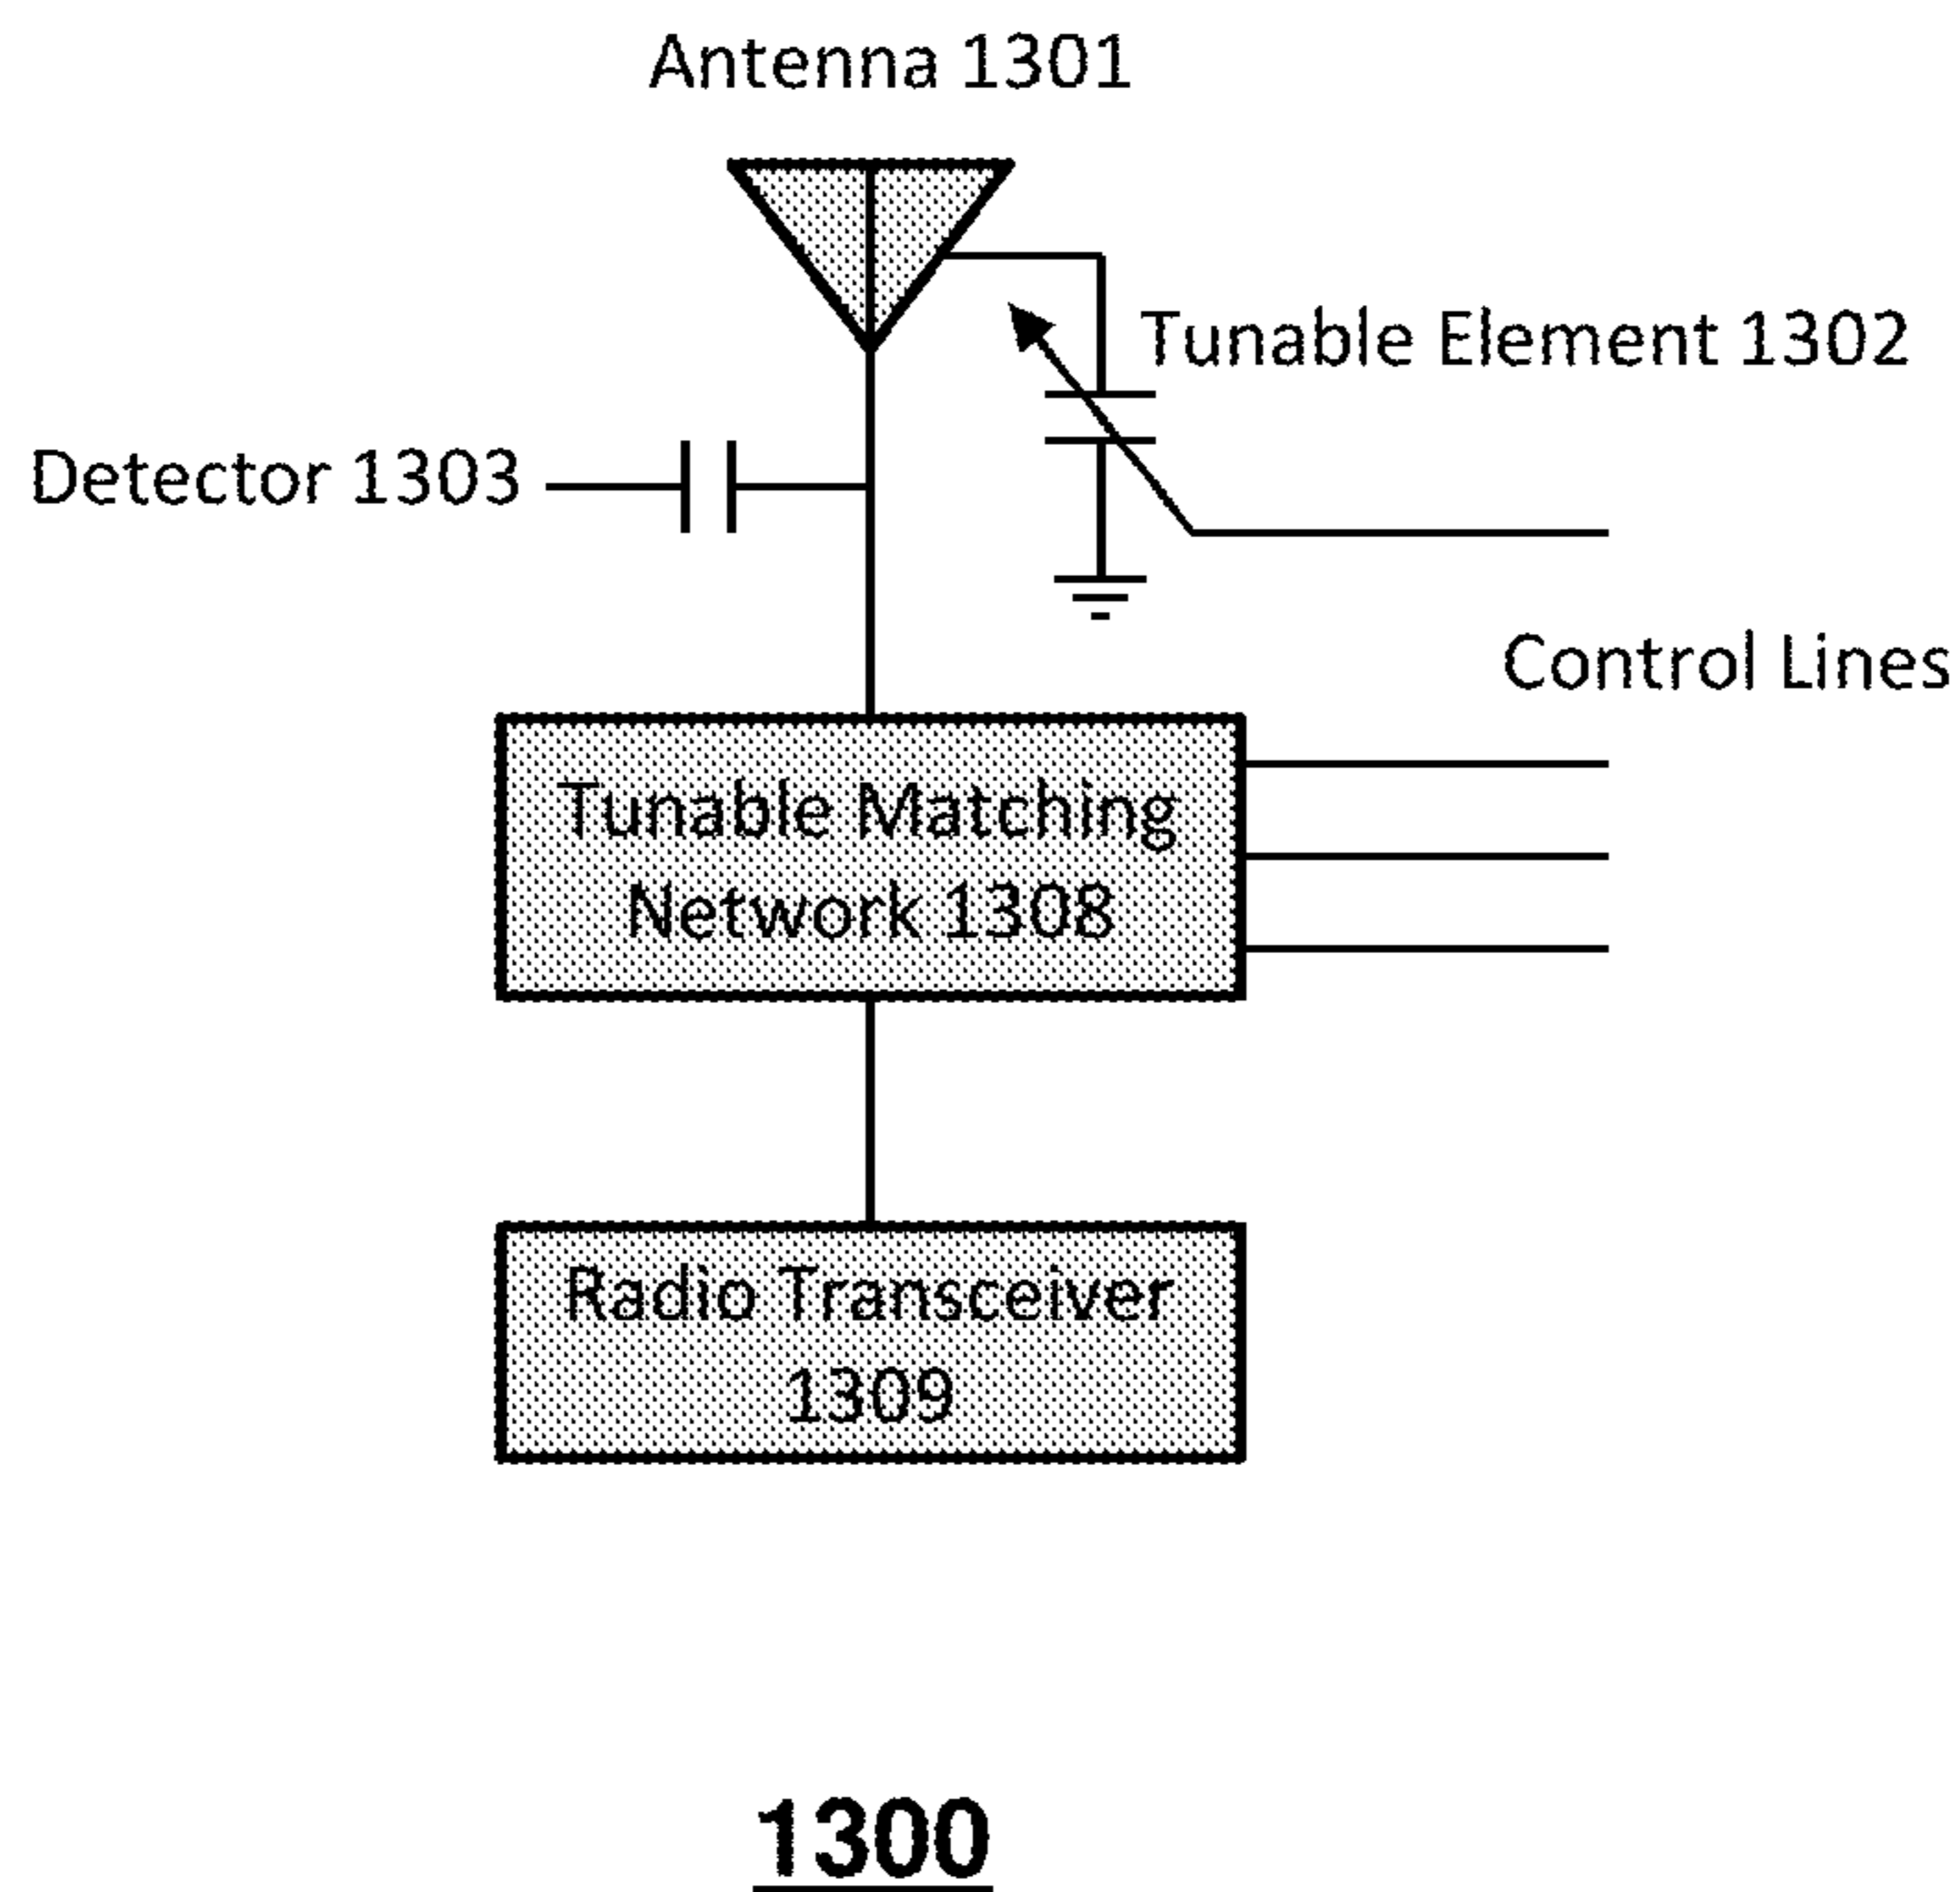 Antenna 1301
Tunable Element 1302
Detector 1303
Control Lines
Tunable Matching
Network 1308
Radio Transceiver
1309
1300